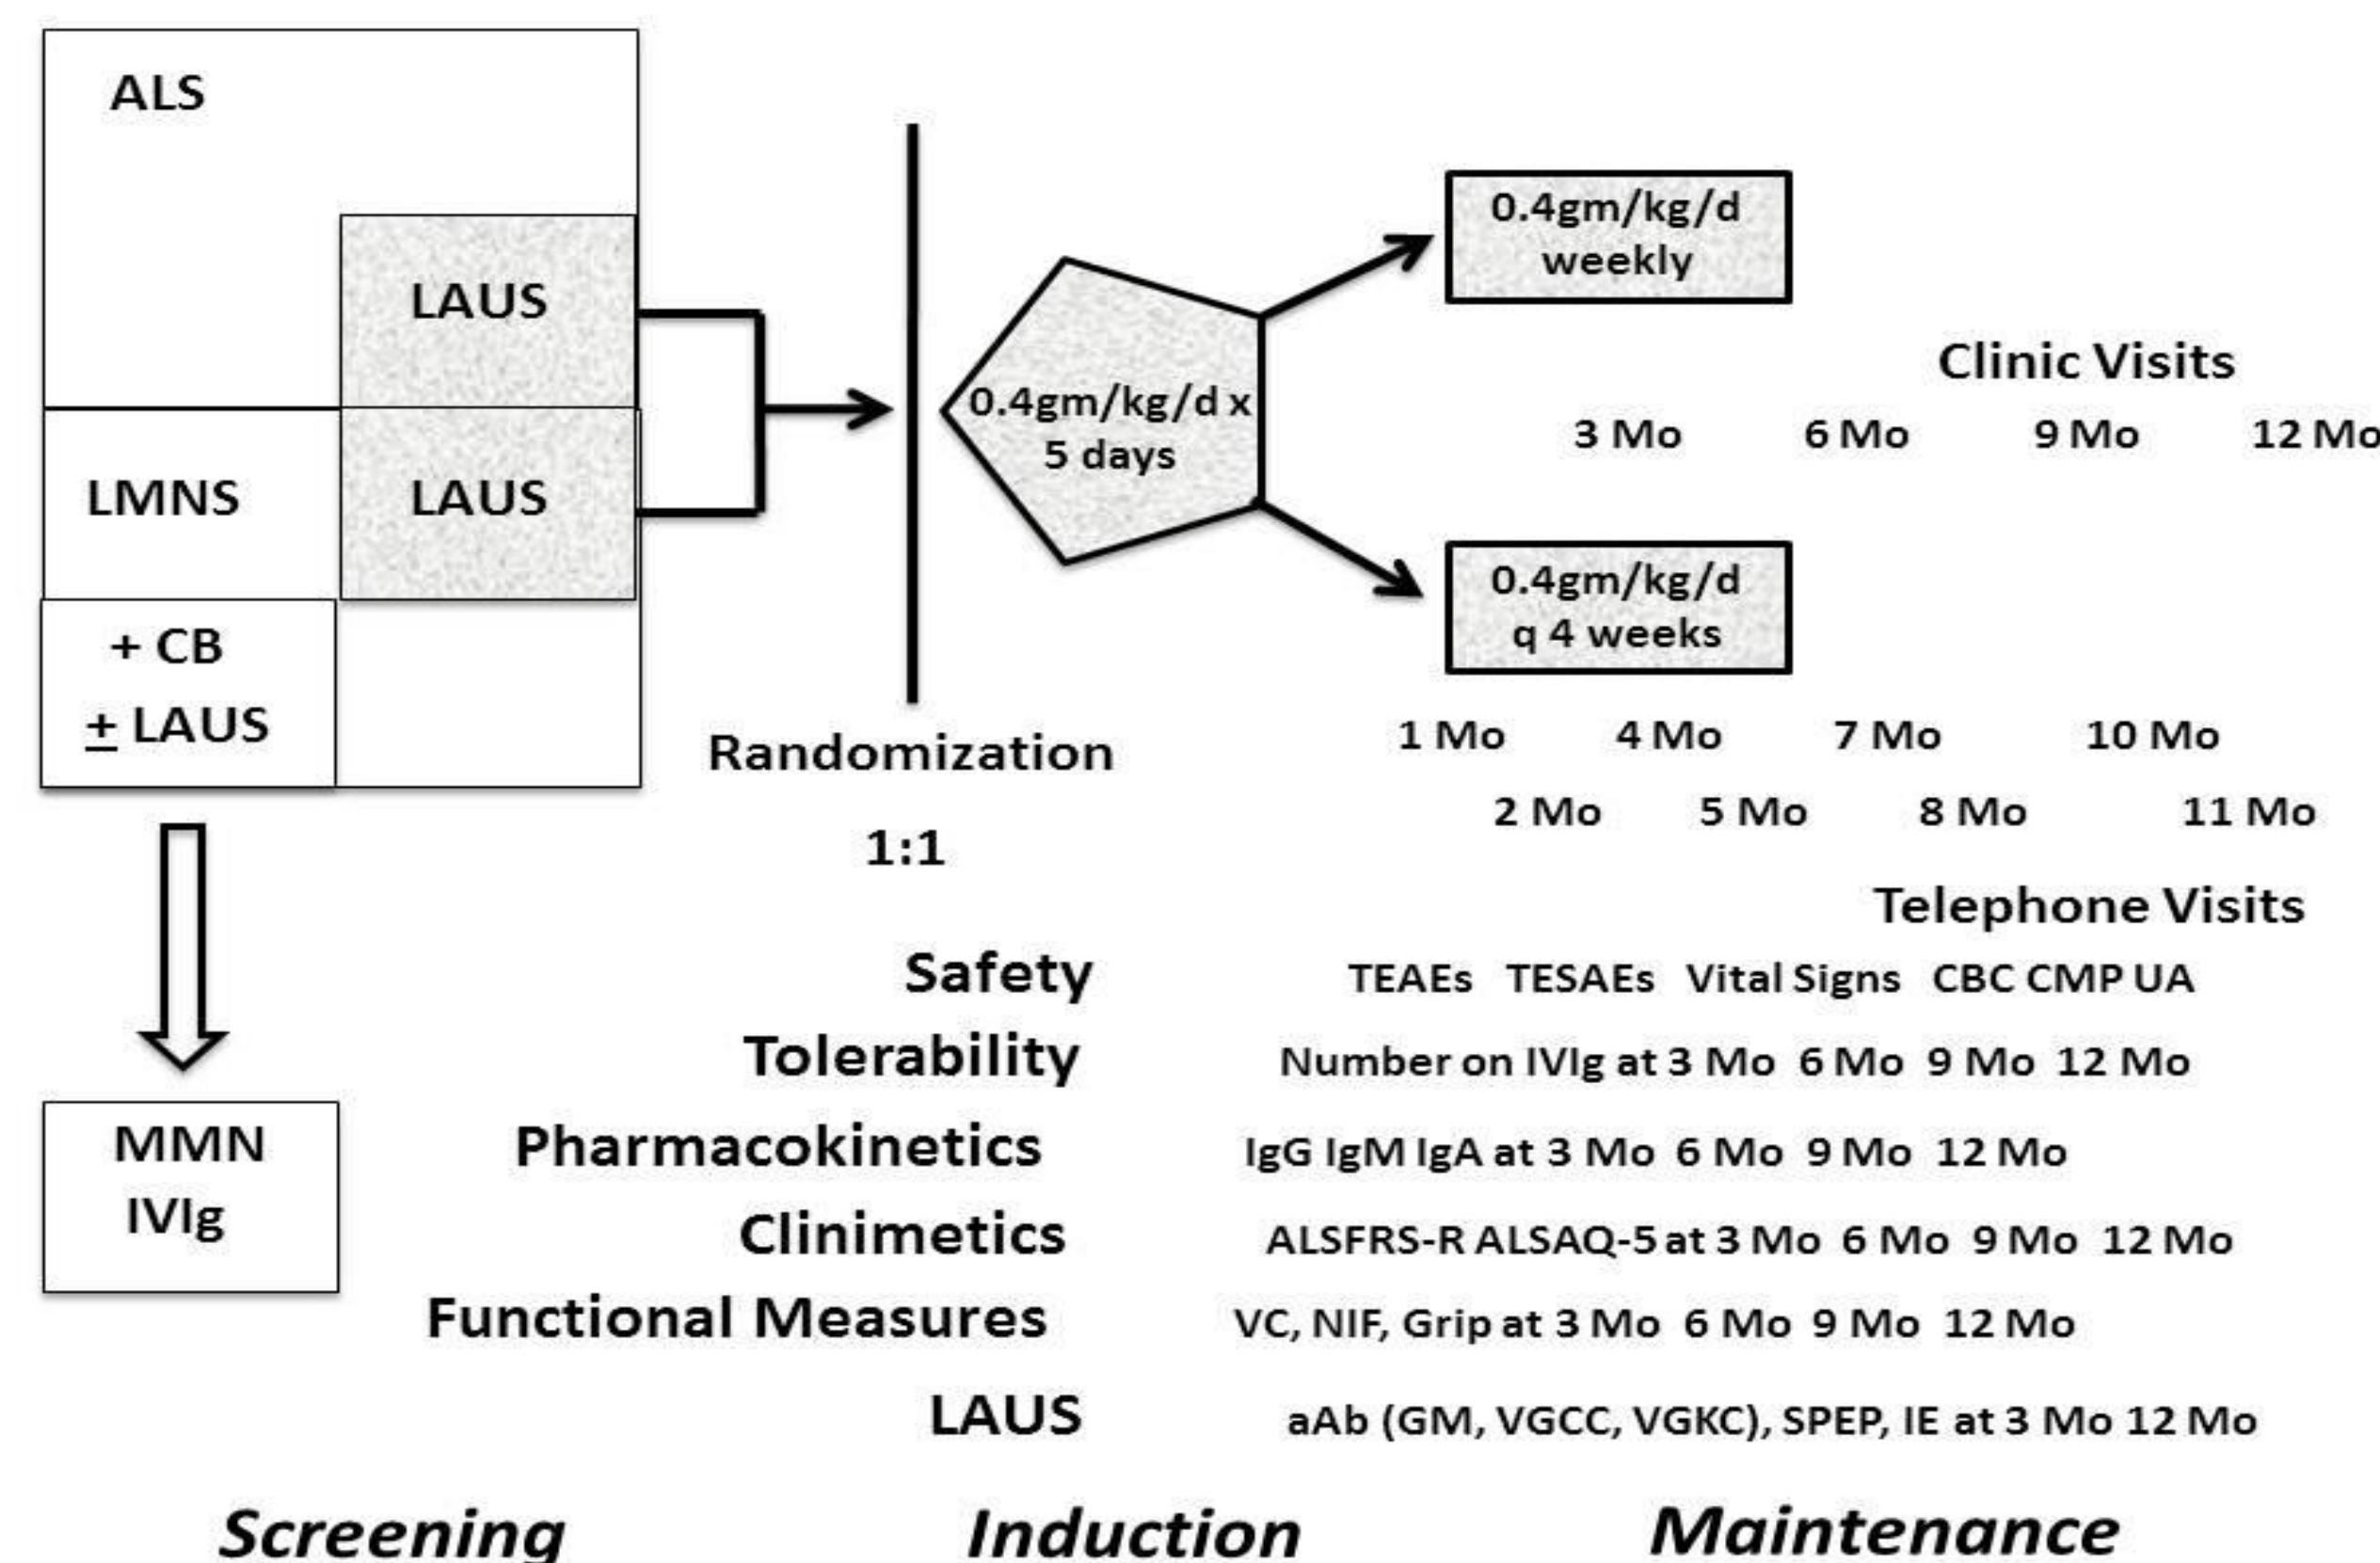 ALS
LAUS
LMNS
LAUS
+ CB
± LAUS
MMN
IVIg
Randomization
1:1
0.4gm/kg/d x
5 days
0.4gm/kg/d
weekly
0.4gm/kg/d
q 4 weeks
Clinic Visits
3 Mo 6 Mo 9 Mo 12 Mo
1 Mo 4 Mo 7 Mo 10 Mo
2 Mo 5 Mo 8 Mo 11 Mo
Telephone Visits
Safety TEAEs TESAEs Vital Signs CBC CMP UA
Tolerability Number on IVIg at 3 Mo 6 Mo 9 Mo 12 Mo
Pharmacokinetics IgG IgM IgA at 3 Mo 6 Mo 9 Mo 12 Mo
Clinimetics ALSFRS-R ALSAQ-5 at 3 Mo 6 Mo 9 Mo 12 Mo
Functional Measures VC, NIF, Grip at 3 Mo 6 Mo 9 Mo 12 Mo
LAUS aAb (GM, VGCC, VGKC), SPEP, IE at 3 Mo 12 Mo
Screening Induction Maintenance